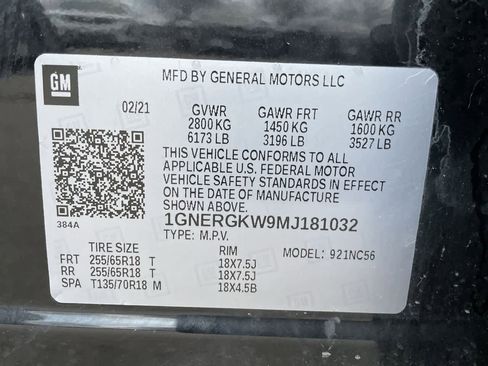 GM
MFD BY GENERAL MOTORS LLC
02/21 GVWR GAWR FRT GAWR RR
2800 KG 1450 KG 1600 KG
6173 LB 3196 LB 3527 LB
THIS VEHICLE CONFORMS TO ALL
APPLICABLE U.S. FEDERAL MOTOR
VEHICLE SAFETY STANDARDS IN EFFECT
ON THE DATE OF MANUFACTURE
SHOWN ABOVE.
384A
1GNERGKW9MJ181032
TYPE: M.P.V. MODEL: 921NC56
TIRE SIZE RIM
FRT 255/65R18 T 18X7.5J
RR 255/65R18 T 18X7.5J
SPA T135/70R18 M 18X4.5B